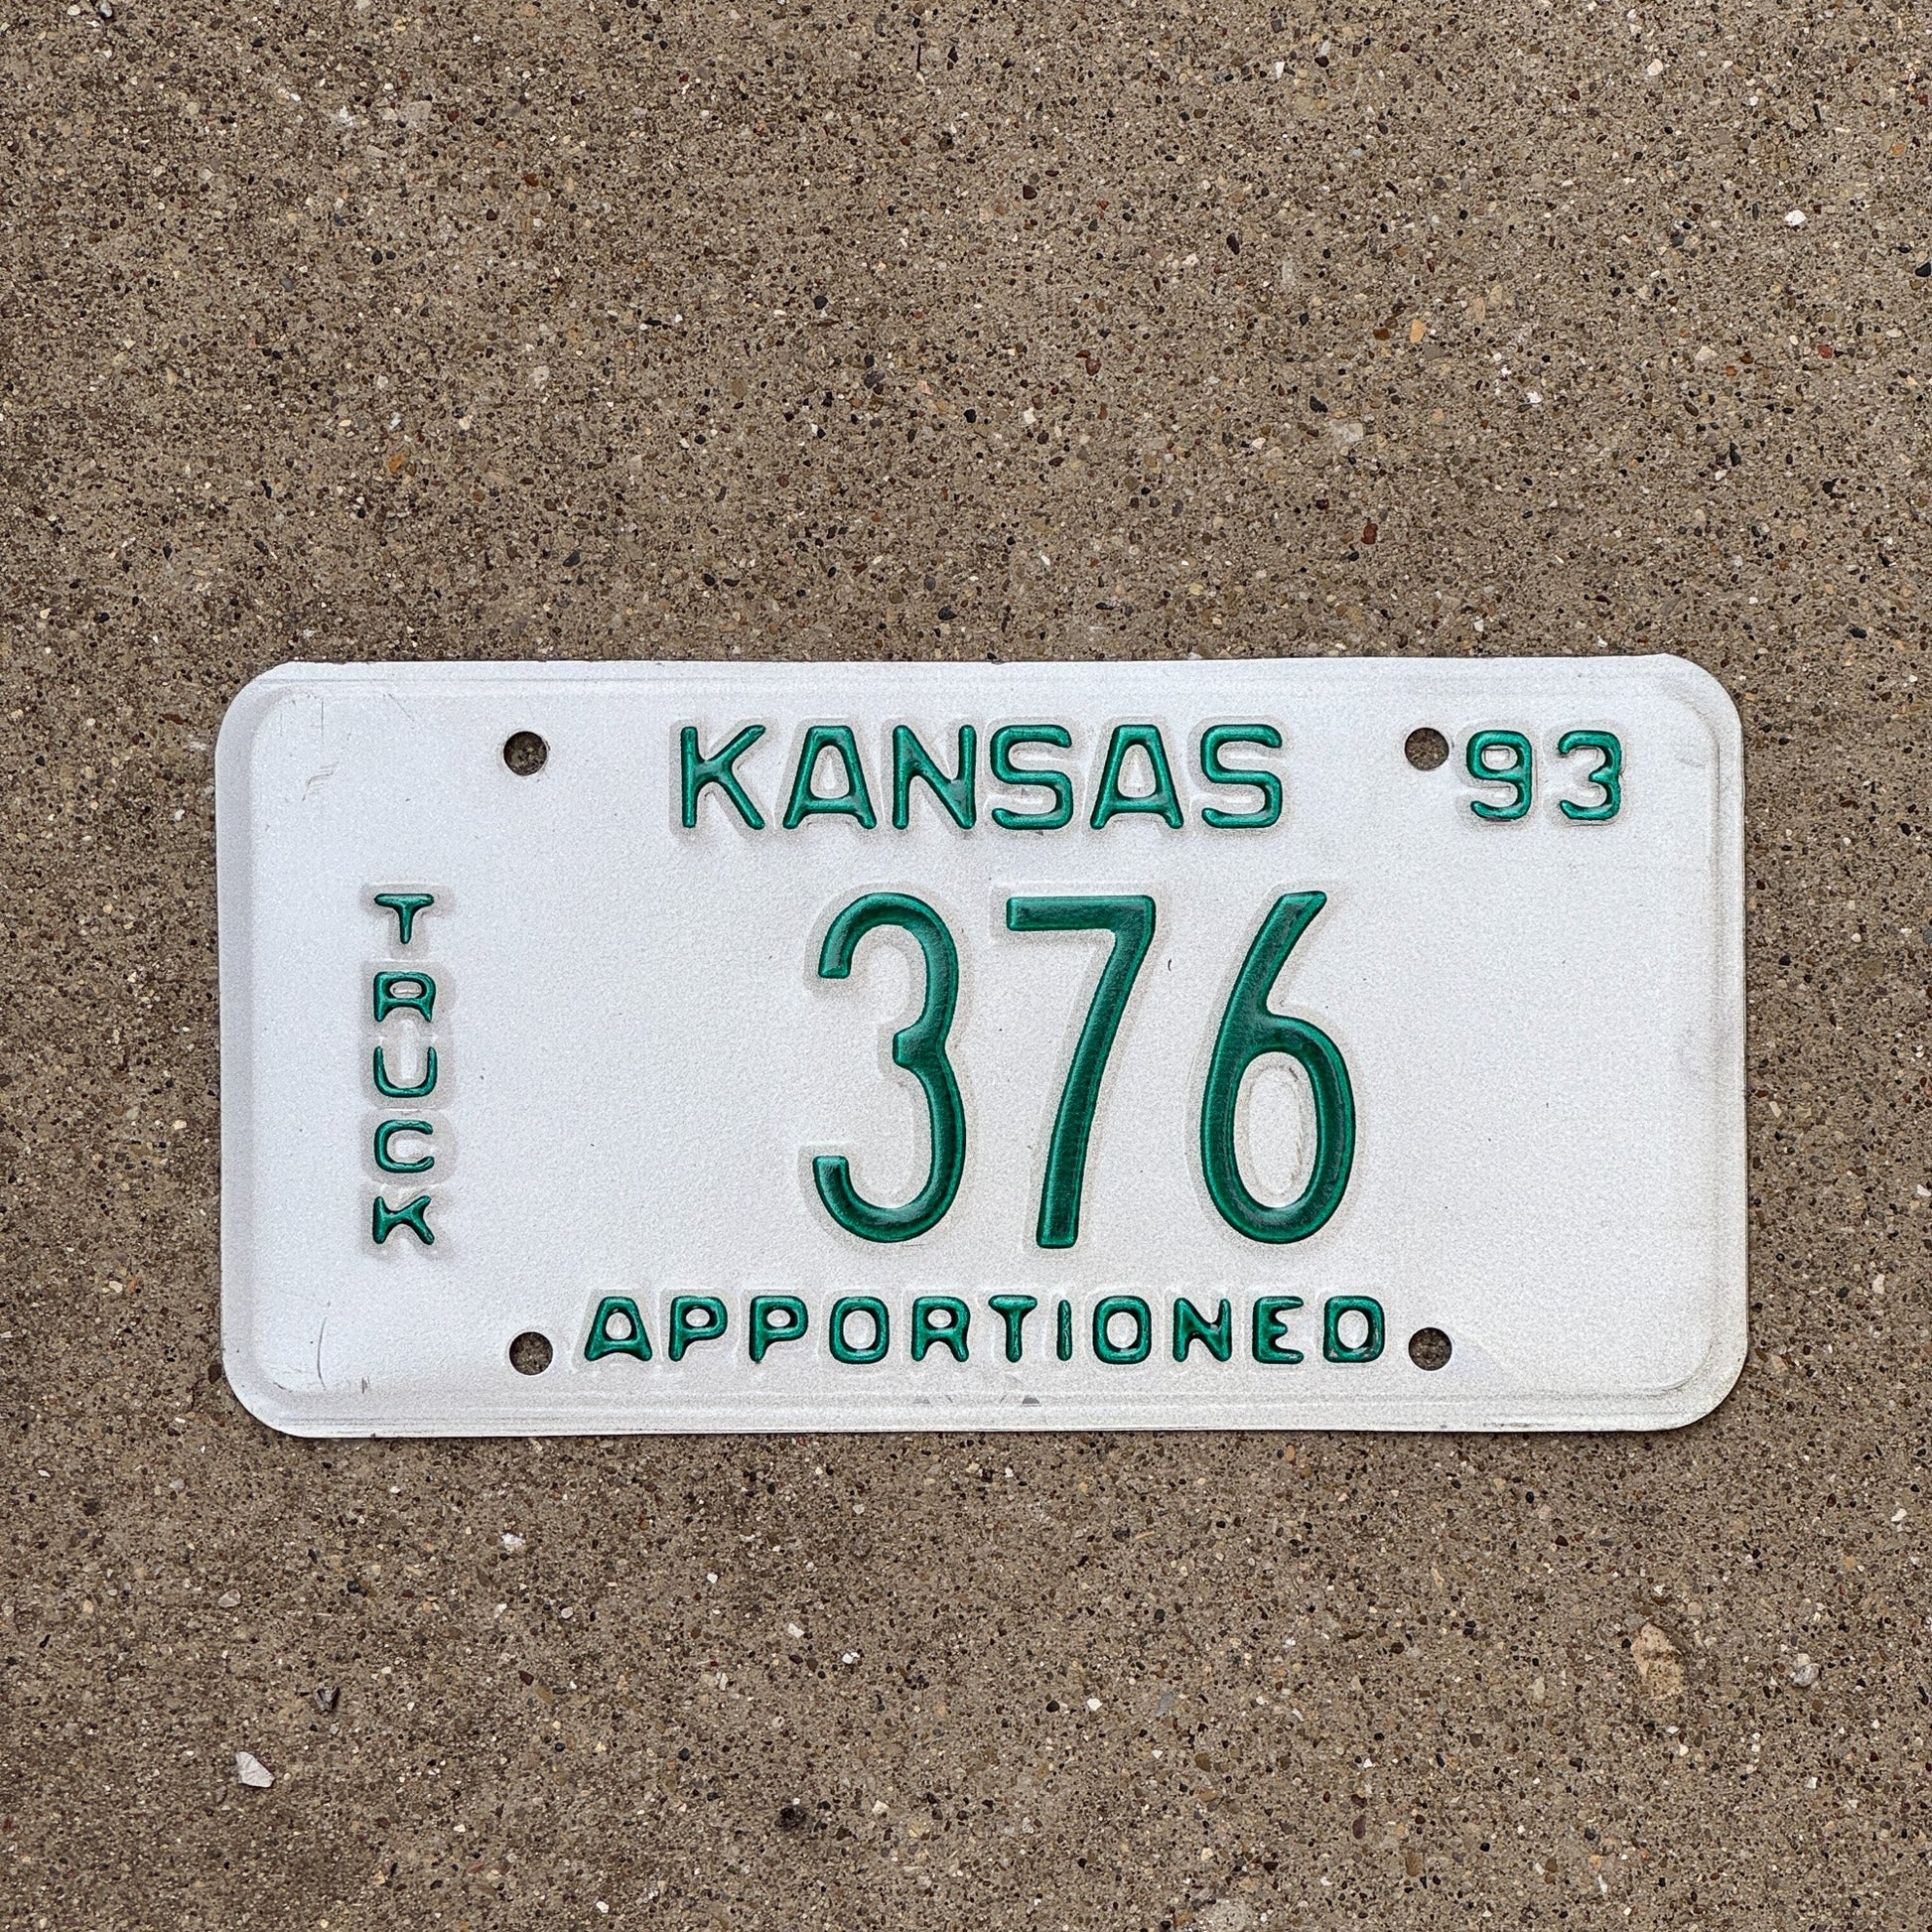 KANSAS 93
TRUCK
376
APPORTIONED